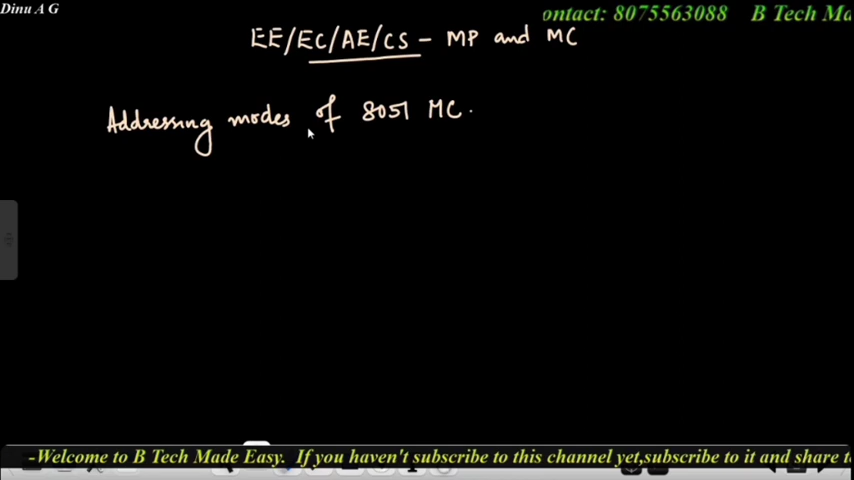 Dinu A G
ontact: 8075563088 B Tech Ma
EE/EC/AE/CS - MP and MC
Addressing modes of 8051 MC.
-Welcome to B Tech Made Easy. If you haven't subscribe to this channel yet,subscribe to it and share t